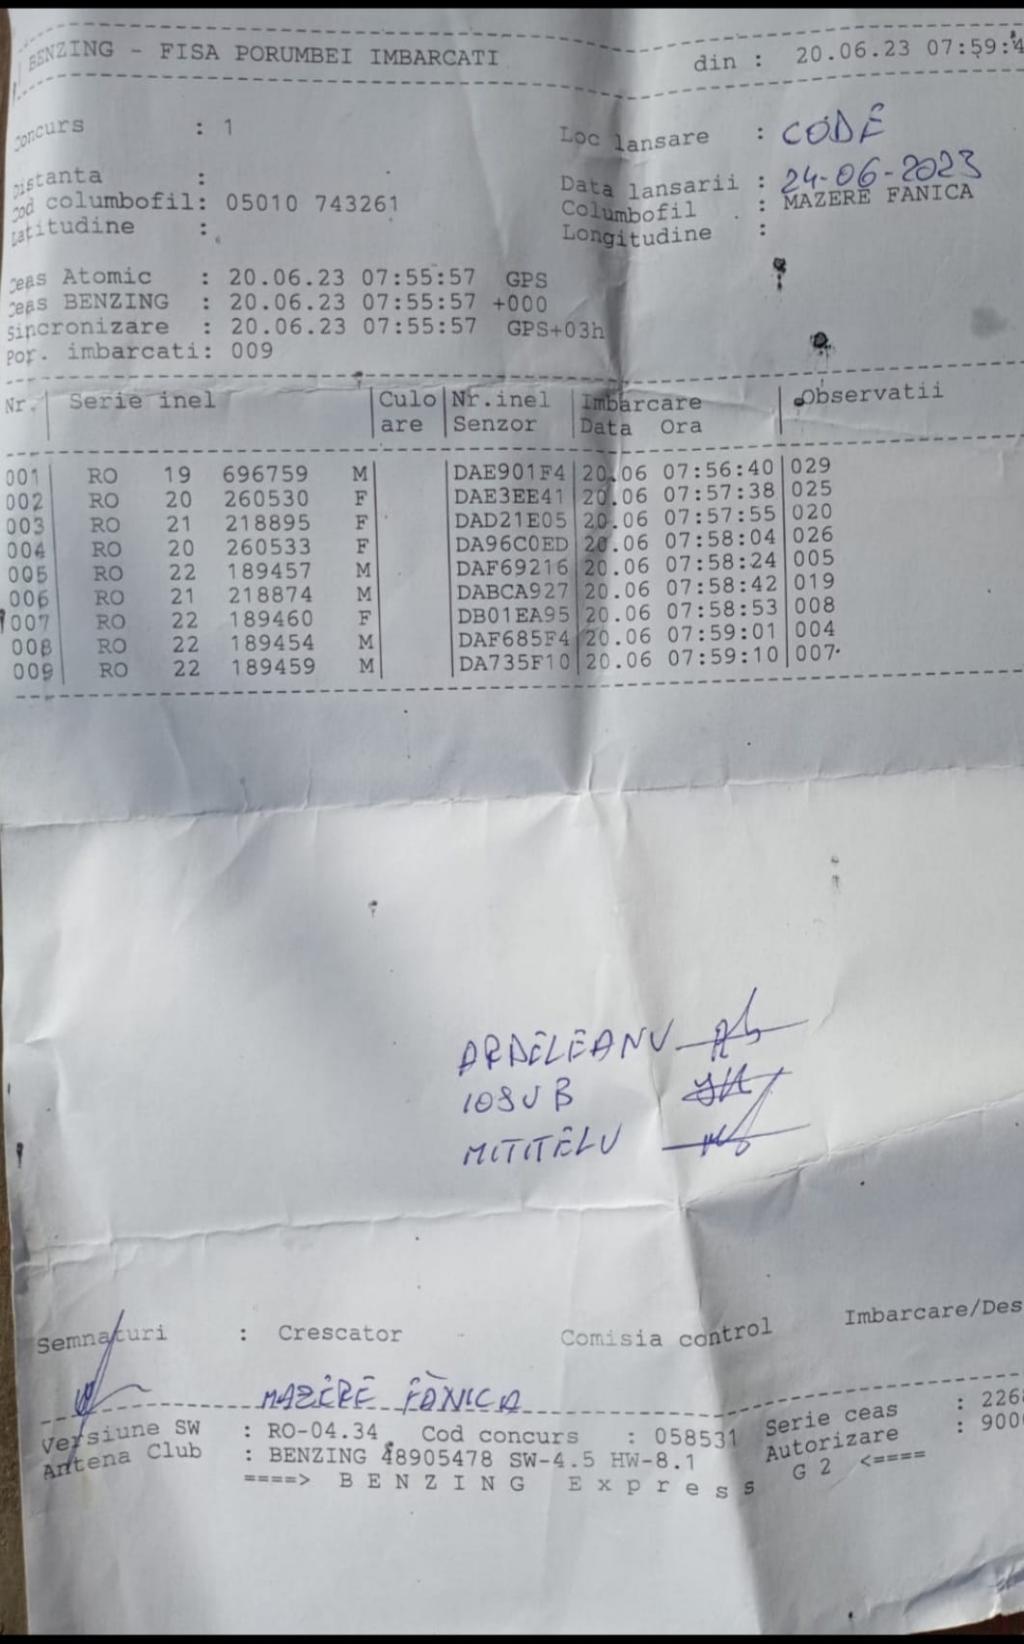 BENZING - FISA PORUMBEI IMBARCATI din : 20.06.23 07:59:4
Concurs : 1 Loc lansare : CODE
Distanta : Data lansarii : 24-06-2023
Cod columbofil: 05010 743261 Columbofil : MAZERE FANICA
Latitudine : Longitudine :
Ceas Atomic : 20.06.23 07:55:57 GPS
Ceas BENZING : 20.06.23 07:55:57 +000
Sincronizare : 20.06.23 07:55:57 GPS+03h
Por. imbarcati: 009
Nr. Serie inel Culo Nr.inel Imbarcare Observatii
are Senzor Data Ora
001 RO 19 696759 M DAE901F4 20.06 07:56:40 029
002 RO 20 260530 F DAE3EE41 20.06 07:57:38 025
003 RO 21 218895 F DAD21E05 20.06 07:57:55 020
004 RO 20 260533 F DA96C0ED 20.06 07:58:04 026
005 RO 22 189457 M DAF69216 20.06 07:58:24 005
006 RO 21 218874 M DABCA927 20.06 07:58:42 019
007 RO 22 189460 F DB01EA95 20.06 07:58:53 008
008 RO 22 189454 M DAF685F4 20.06 07:59:01 004
009 RO 22 189459 M DA735F10 20.06 07:59:10 007
ARDELEANU
IOSUB
MITITELU
Semnaturi : Crescator Comisia control Imbarcare/Des
MAZERE FANICA
Versiune SW : RO-04.34 Cod concurs : 058531 Serie ceas : 226
Antena Club : BENZING 48905478 SW-4.5 HW-8.1 Autorizare : 900
====> B E N Z I N G E x p r e s s G 2 <====